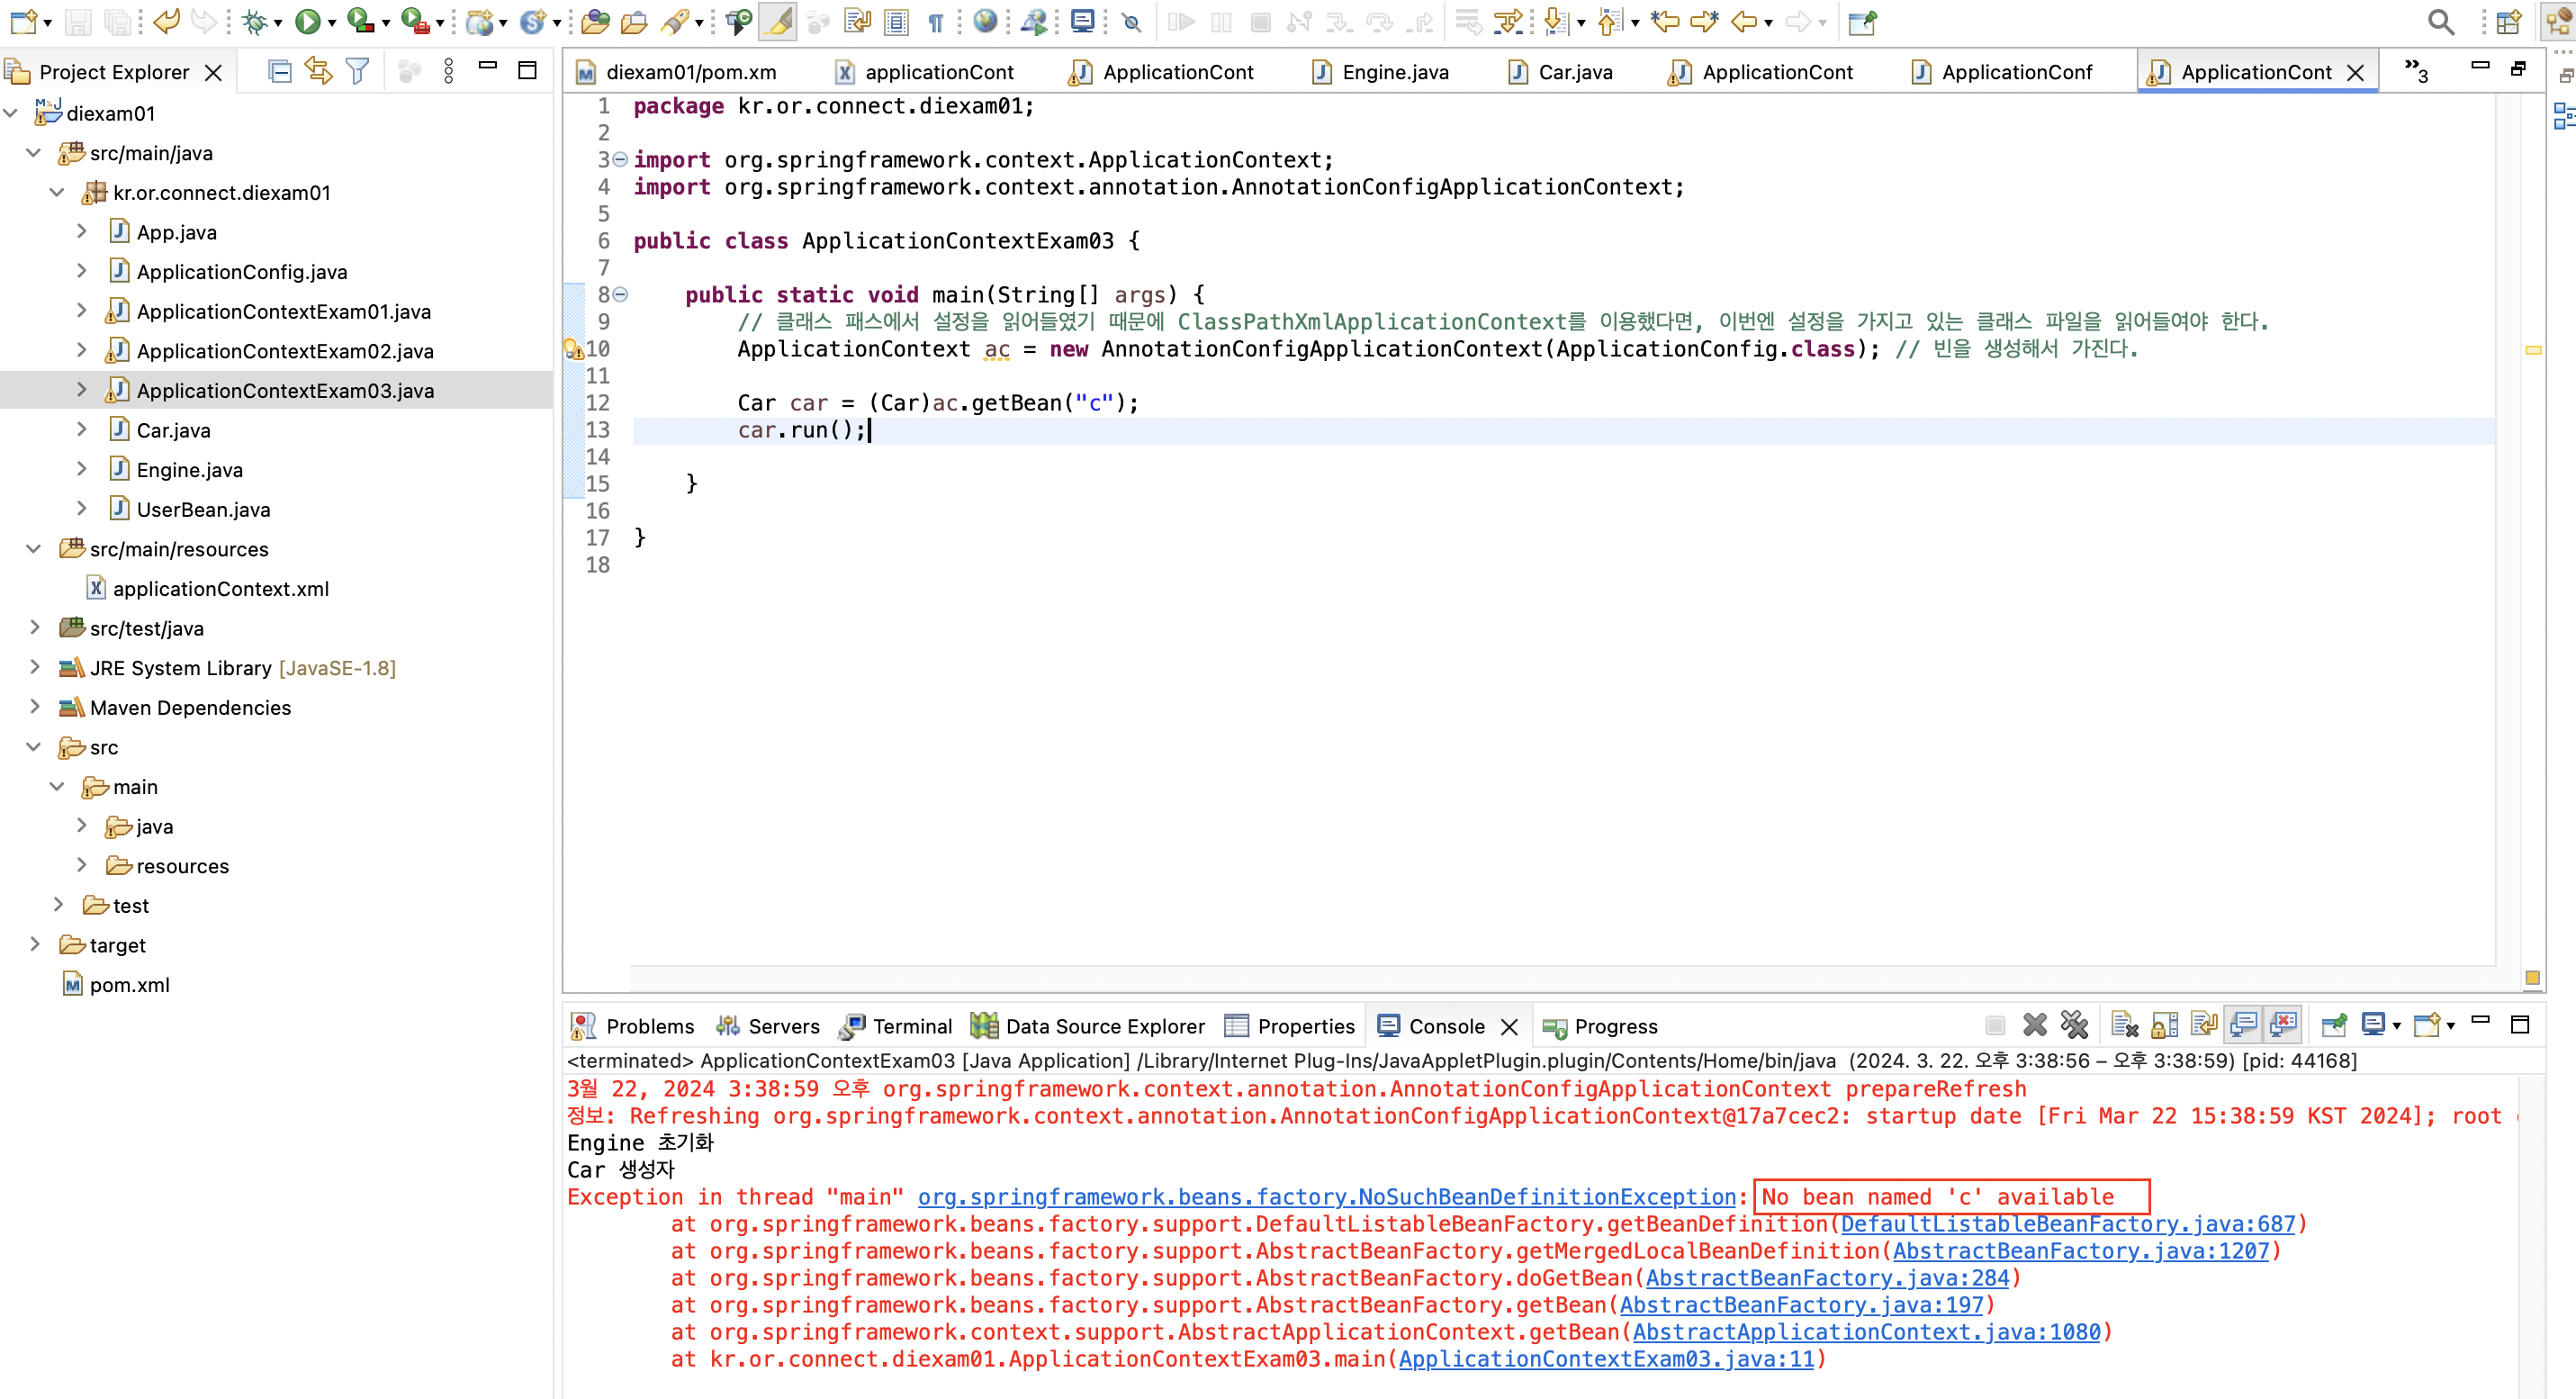 Project Explorer
diexam01
src/main/java
kr.or.connect.diexam01
App.java
ApplicationConfig.java
ApplicationContextExam01.java
ApplicationContextExam02.java
ApplicationContextExam03.java
Car.java
Engine.java
UserBean.java
src/main/resources
applicationContext.xml
src/test/java
JRE System Library [JavaSE-1.8]
Maven Dependencies
src
main
java
resources
test
target
pom.xml
diexam01/pom.xm applicationCont ApplicationCont Engine.java Car.java ApplicationCont ApplicationConf ApplicationCont »3
1 package kr.or.connect.diexam01;
2
3 import org.springframework.context.ApplicationContext;
4 import org.springframework.context.annotation.AnnotationConfigApplicationContext;
5
6 public class ApplicationContextExam03 {
7
8 public static void main(String[] args) {
9 // 클래스 패스에서 설정을 읽어들였기 때문에 ClassPathXmlApplicationContext를 이용했다면, 이번엔 설정을 가지고 있는 클래스 파일을 읽어들여야 한다.
10 ApplicationContext ac = new AnnotationConfigApplicationContext(ApplicationConfig.class); // 빈을 생성해서 가진다.
11
12 Car car = (Car)ac.getBean("c");
13 car.run();
14
15 }
16
17 }
18
Problems Servers Terminal Data Source Explorer Properties Console Progress
<terminated> ApplicationContextExam03 [Java Application] /Library/Internet Plug-Ins/JavaAppletPlugin.plugin/Contents/Home/bin/java (2024. 3. 22. 오후 3:38:56 – 오후 3:38:59) [pid: 44168]
3월 22, 2024 3:38:59 오후 org.springframework.context.annotation.AnnotationConfigApplicationContext prepareRefresh
정보: Refreshing org.springframework.context.annotation.AnnotationConfigApplicationContext@17a7cec2: startup date [Fri Mar 22 15:38:59 KST 2024]; root
Engine 초기화
Car 생성자
Exception in thread "main" org.springframework.beans.factory.NoSuchBeanDefinitionException: No bean named 'c' available
at org.springframework.beans.factory.support.DefaultListableBeanFactory.getBeanDefinition(DefaultListableBeanFactory.java:687)
at org.springframework.beans.factory.support.AbstractBeanFactory.getMergedLocalBeanDefinition(AbstractBeanFactory.java:1207)
at org.springframework.beans.factory.support.AbstractBeanFactory.doGetBean(AbstractBeanFactory.java:284)
at org.springframework.beans.factory.support.AbstractBeanFactory.getBean(AbstractBeanFactory.java:197)
at org.springframework.context.support.AbstractApplicationContext.getBean(AbstractApplicationContext.java:1080)
at kr.or.connect.diexam01.ApplicationContextExam03.main(ApplicationContextExam03.java:11)